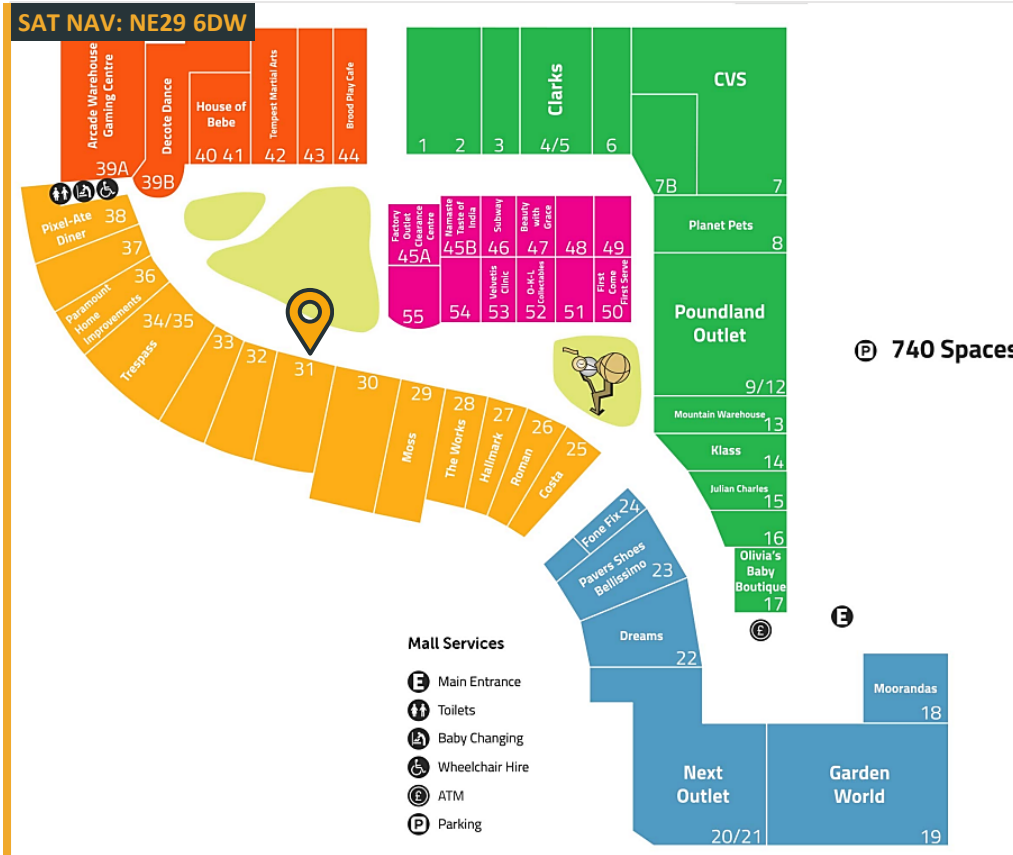 SAT NAV: NE29 6DW
Arcade Warehouse
Gaming Centre
39A
Decote Dance
39B
House of
Bebe
40 41
Tempest Martial Arts
42
43
Brood Play Cafe
44
1
2
3
Clarks
4/5
6
CVS
7B
7
Planet Pets
8
Poundland
Outlet
9/12
Mountain Warehouse
13
Klass
14
Julian Charles
15
16
Olivia's
Baby
Boutique
17
Factory
Outlet
Clearance
Centre
45A
Namaste
Taste of
India
45B
Subway
46
Beauty
with
Grace
47
48
49
55
54
Velvetis
Clinic
53
O-K-L
Collectables
52
51
First
Come
First Serve
50
Pixel-Ate
Diner
38
37
Paramount
Home
Improvements
36
Trespass
34/35
33
32
31
30
Moss
29
The Works
28
Hallmark
27
Roman
26
Costa
25
Fone Fix
24
Pavers Shoes
Bellissimo
23
Dreams
22
Next
Outlet
20/21
Garden
World
19
Moorandas
18
P 740 Spaces
£
E
Mall Services
E Main Entrance
Toilets
Baby Changing
Wheelchair Hire
£ ATM
P Parking